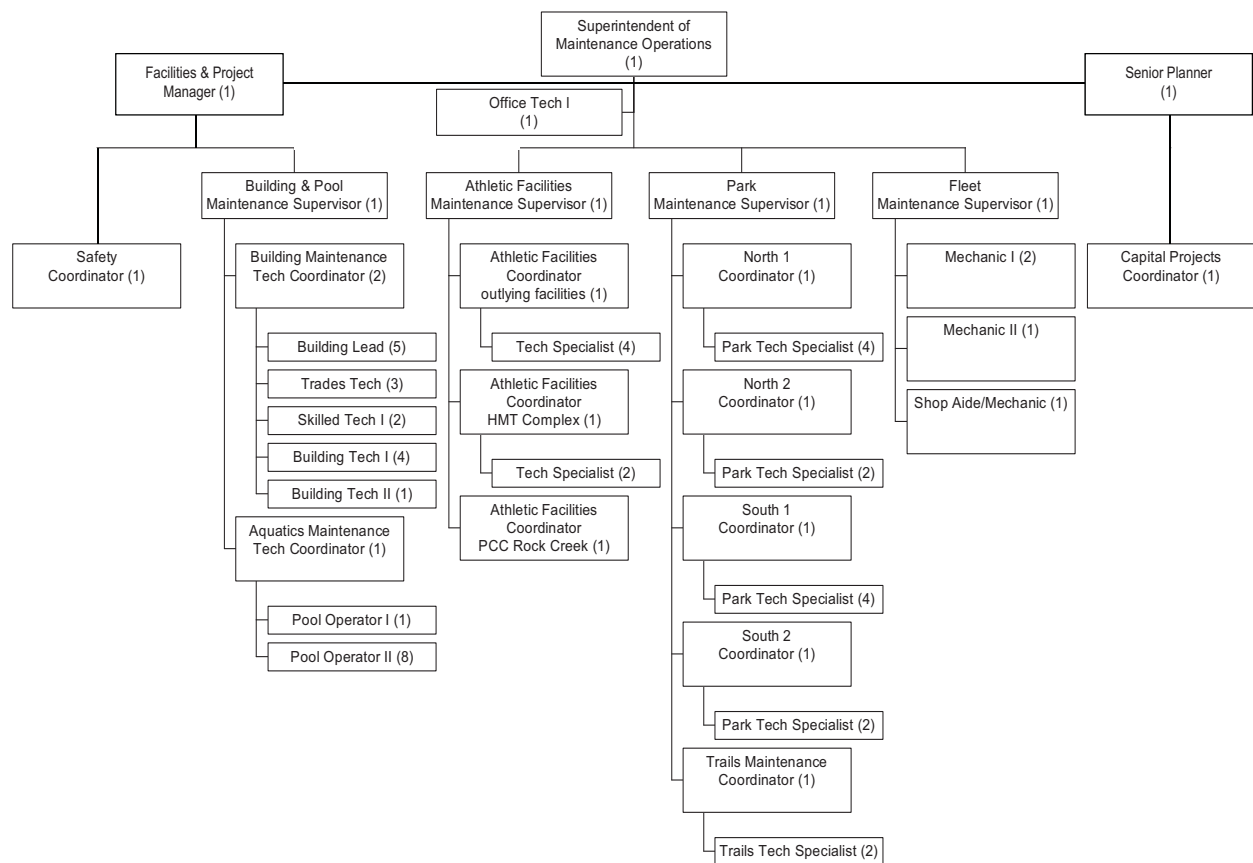 Superintendent of
Maintenance Operations
(1)
Facilities & Project
Manager (1)
Senior Planner
(1)
Office Tech I
(1)
Building & Pool
Maintenance Supervisor (1)
Athletic Facilities
Maintenance Supervisor (1)
Park
Maintenance Supervisor (1)
Fleet
Maintenance Supervisor (1)
Safety
Coordinator (1)
Building Maintenance
Tech Coordinator (2)
Building Lead (5)
Trades Tech (3)
Skilled Tech I (2)
Building Tech I (4)
Building Tech II (1)
Aquatics Maintenance
Tech Coordinator (1)
Pool Operator I (1)
Pool Operator II (8)
Athletic Facilities
Coordinator
outlying facilities (1)
Tech Specialist (4)
Athletic Facilities
Coordinator
HMT Complex (1)
Tech Specialist (2)
Athletic Facilities
Coordinator
PCC Rock Creek (1)
North 1
Coordinator (1)
Park Tech Specialist (4)
North 2
Coordinator (1)
Park Tech Specialist (2)
South 1
Coordinator (1)
Park Tech Specialist (4)
South 2
Coordinator (1)
Park Tech Specialist (2)
Trails Maintenance
Coordinator (1)
Trails Tech Specialist (2)
Mechanic I (2)
Mechanic II (1)
Shop Aide/Mechanic (1)
Capital Projects
Coordinator (1)